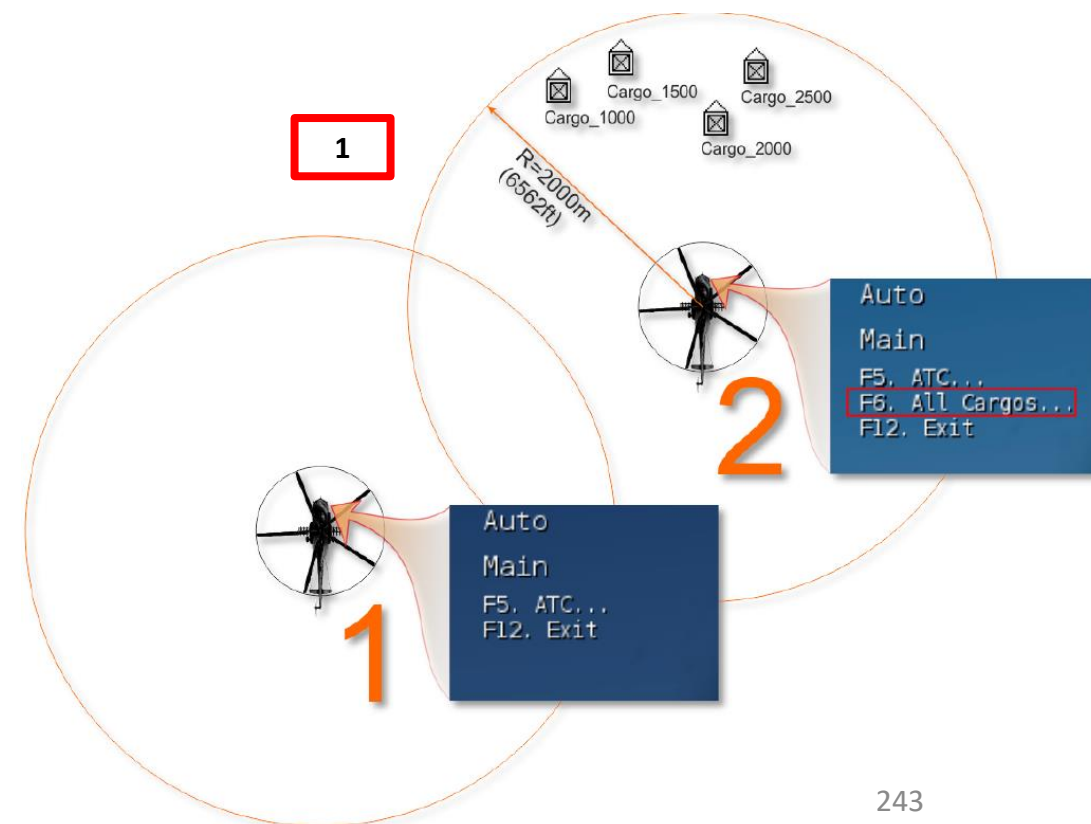 Cargo_1500
Cargo_2500
Cargo_1000
Cargo_2000
1
R=2000m
(6562ft)
Auto
Main
F5. ATC...
F6. All Cargos...
F12. Exit
2
Auto
Main
F5. ATC...
F12. Exit
1
243